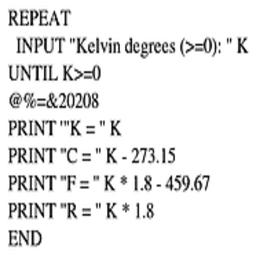 REPEAT
INPUT "Kelvin degrees (>=0): " K
UNTIL K>=0
@%=&20208
PRINT '"K = " K
PRINT "C = " K - 273.15
PRINT "F = " K * 1.8 - 459.67
PRINT "R = " K * 1.8
END